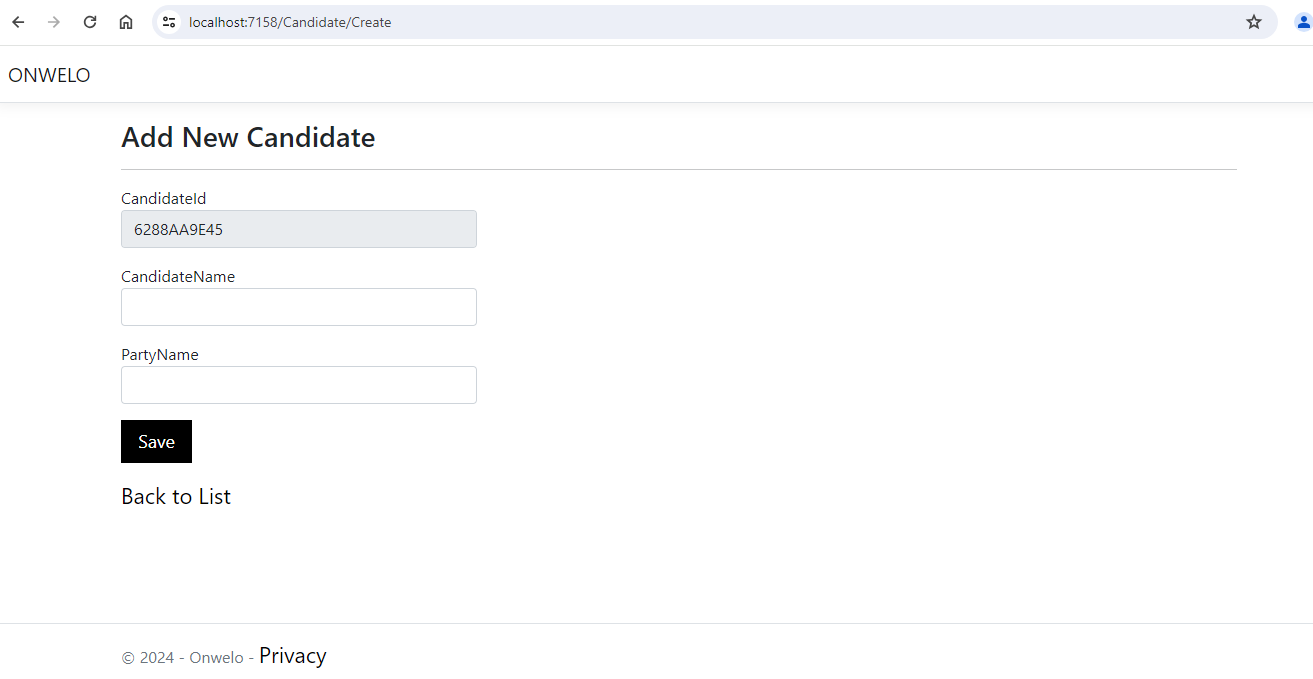 localhost:7158/Candidate/Create
ONWELO
Add New Candidate
CandidateId
6288AA9E45
CandidateName
PartyName
Save
Back to List
© 2024 - Onwelo - Privacy